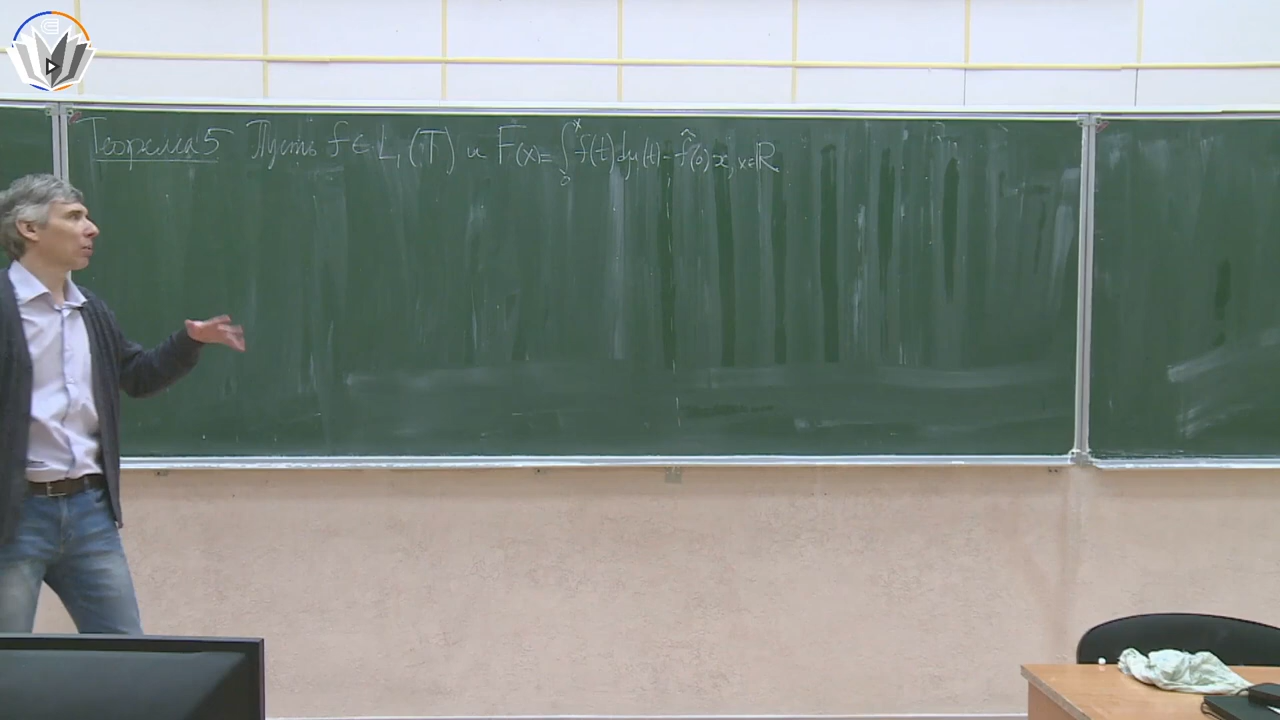 Теорема 5 Пусть f ∈ L₁(𝕋) и F(x) = ∫₀ˣ f(t)dμ(t) − f̂(0)x, x∈ℝ